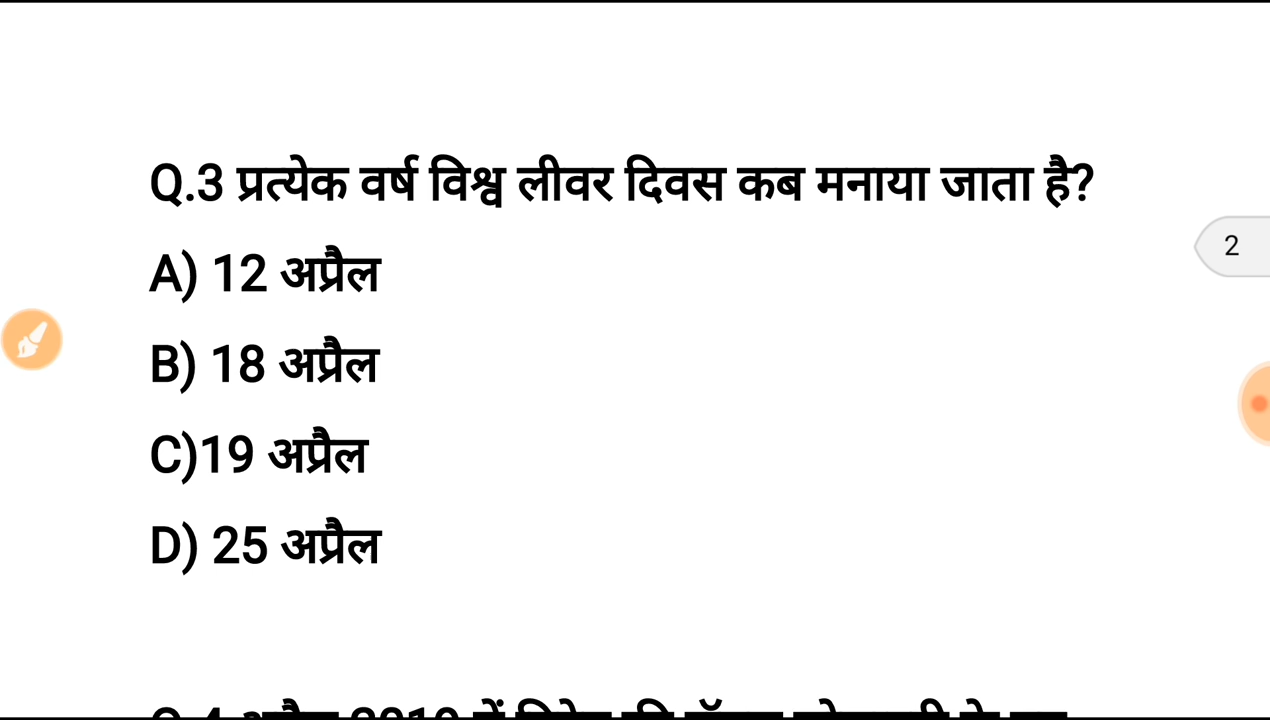 Q.3 प्रत्येक वर्ष विश्व लीवर दिवस कब मनाया जाता है?
A) 12 अप्रैल
2
B) 18 अप्रैल
C)19 अप्रैल
D) 25 अप्रैल